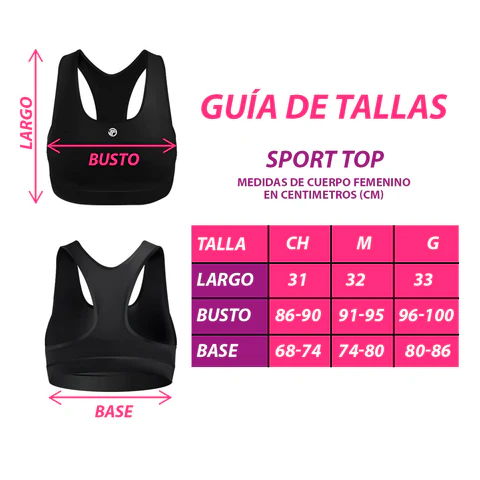 GUÍA DE TALLAS
SPORT TOP
MEDIDAS DE CUERPO FEMENINO
EN CENTIMETROS (CM)
LARGO
BUSTO
BASE
TALLA CH M G
LARGO 31 32 33
BUSTO 86-90 91-95 96-100
BASE 68-74 74-80 80-86